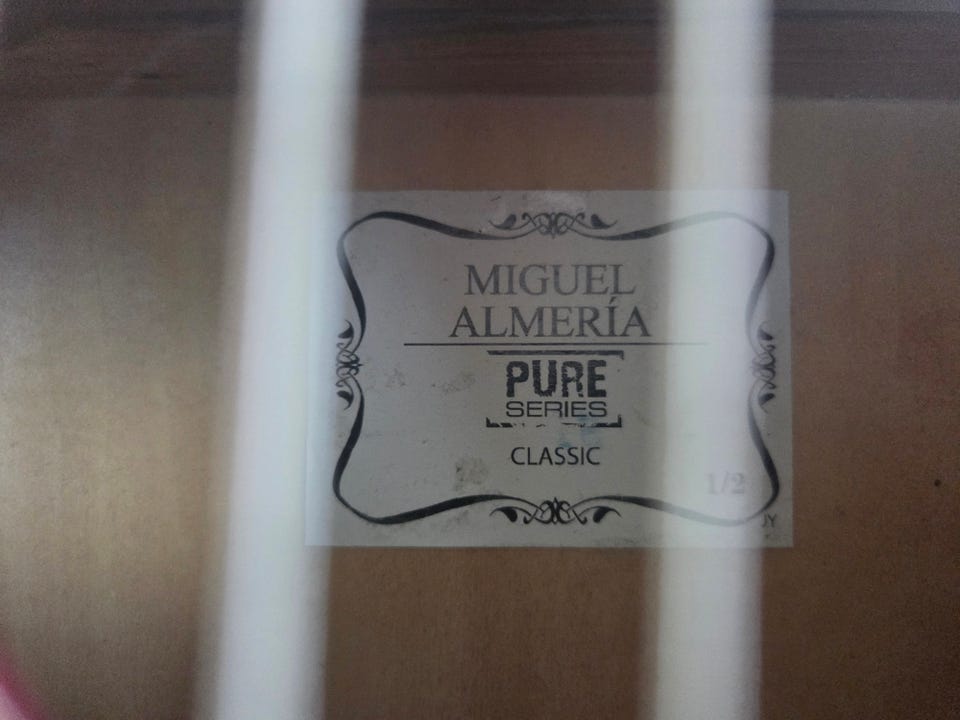 MIGUEL
ALMERÍA
PURE
SERIES
CLASSIC
1/2
JY